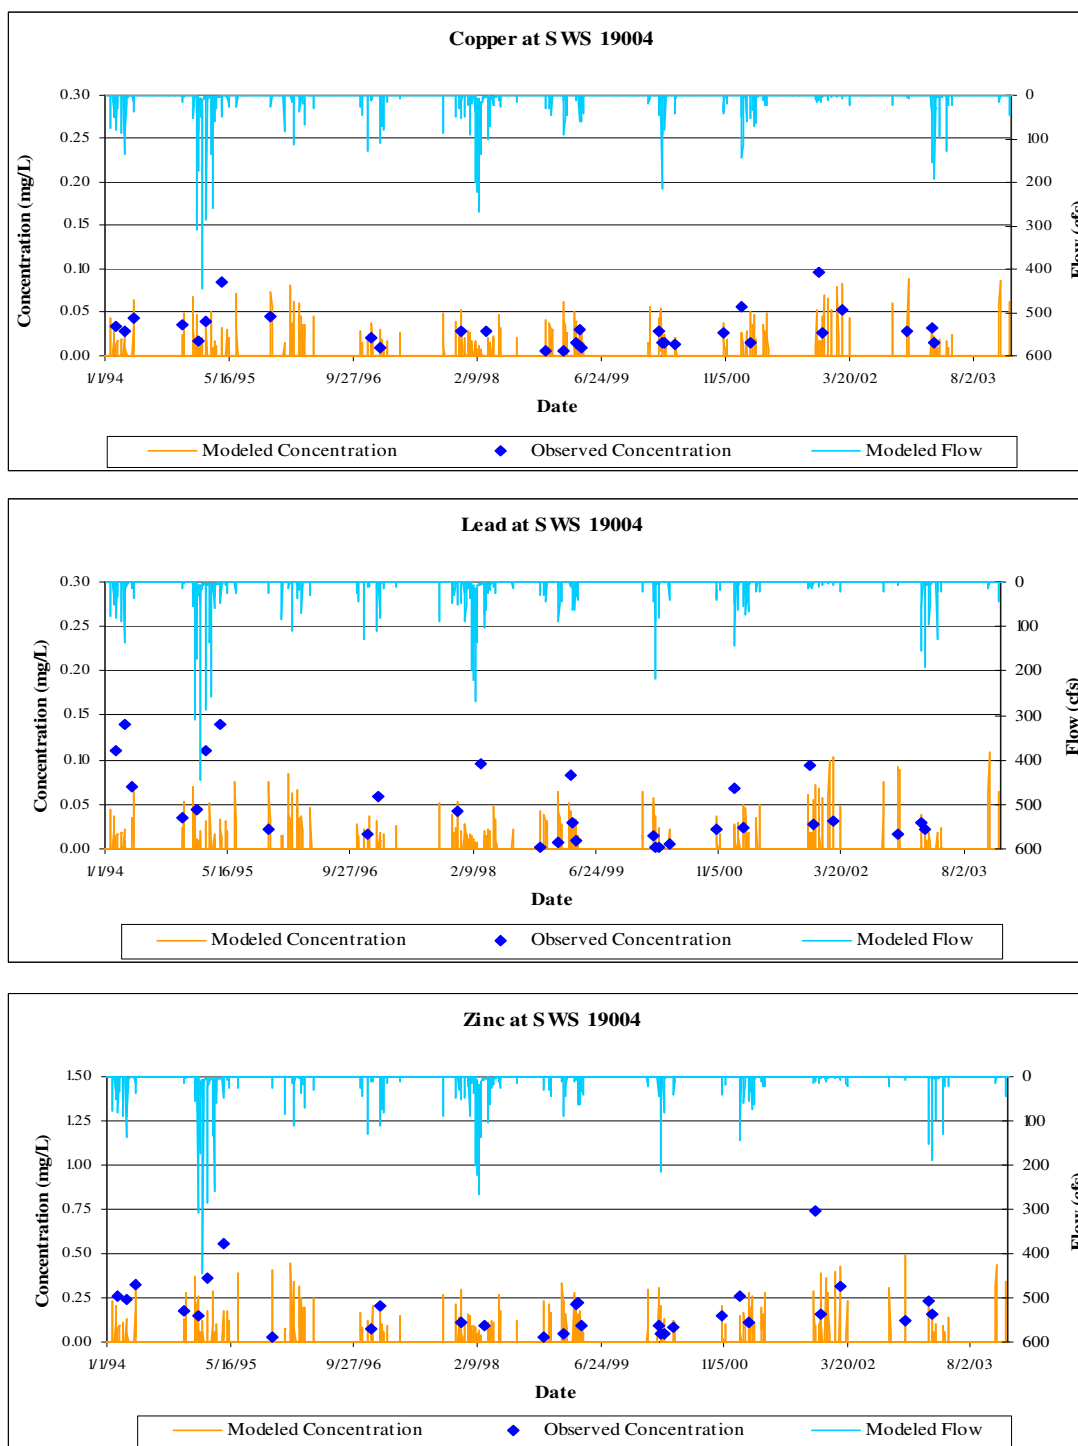 Copper at SWS 19004
0.30 0
0.25 100
0.20 200
0.15 300
0.10 400
0.05 500
0.00 600
Concentration (mg/L)
Flow (cfs)
1/1/94 5/16/95 9/27/96 2/9/98 6/24/99 11/5/00 3/20/02 8/2/03
Date
Modeled Concentration Observed Concentration Modeled Flow
Lead at SWS 19004
0.30 0
0.25 100
0.20 200
0.15 300
0.10 400
0.05 500
0.00 600
Concentration (mg/L)
Flow (cfs)
1/1/94 5/16/95 9/27/96 2/9/98 6/24/99 11/5/00 3/20/02 8/2/03
Date
Modeled Concentration Observed Concentration Modeled Flow
Zinc at SWS 19004
1.50 0
1.25 100
1.00 200
0.75 300
0.50 400
0.25 500
0.00 600
Concentration (mg/L)
Flow (cfs)
1/1/94 5/16/95 9/27/96 2/9/98 6/24/99 11/5/00 3/20/02 8/2/03
Date
Modeled Concentration Observed Concentration Modeled Flow